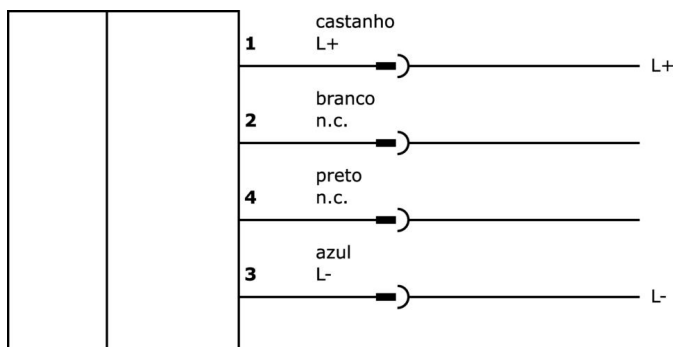 castanho
1 L+
L+
branco
2 n.c.
preto
4 n.c.
azul
3 L-
L-